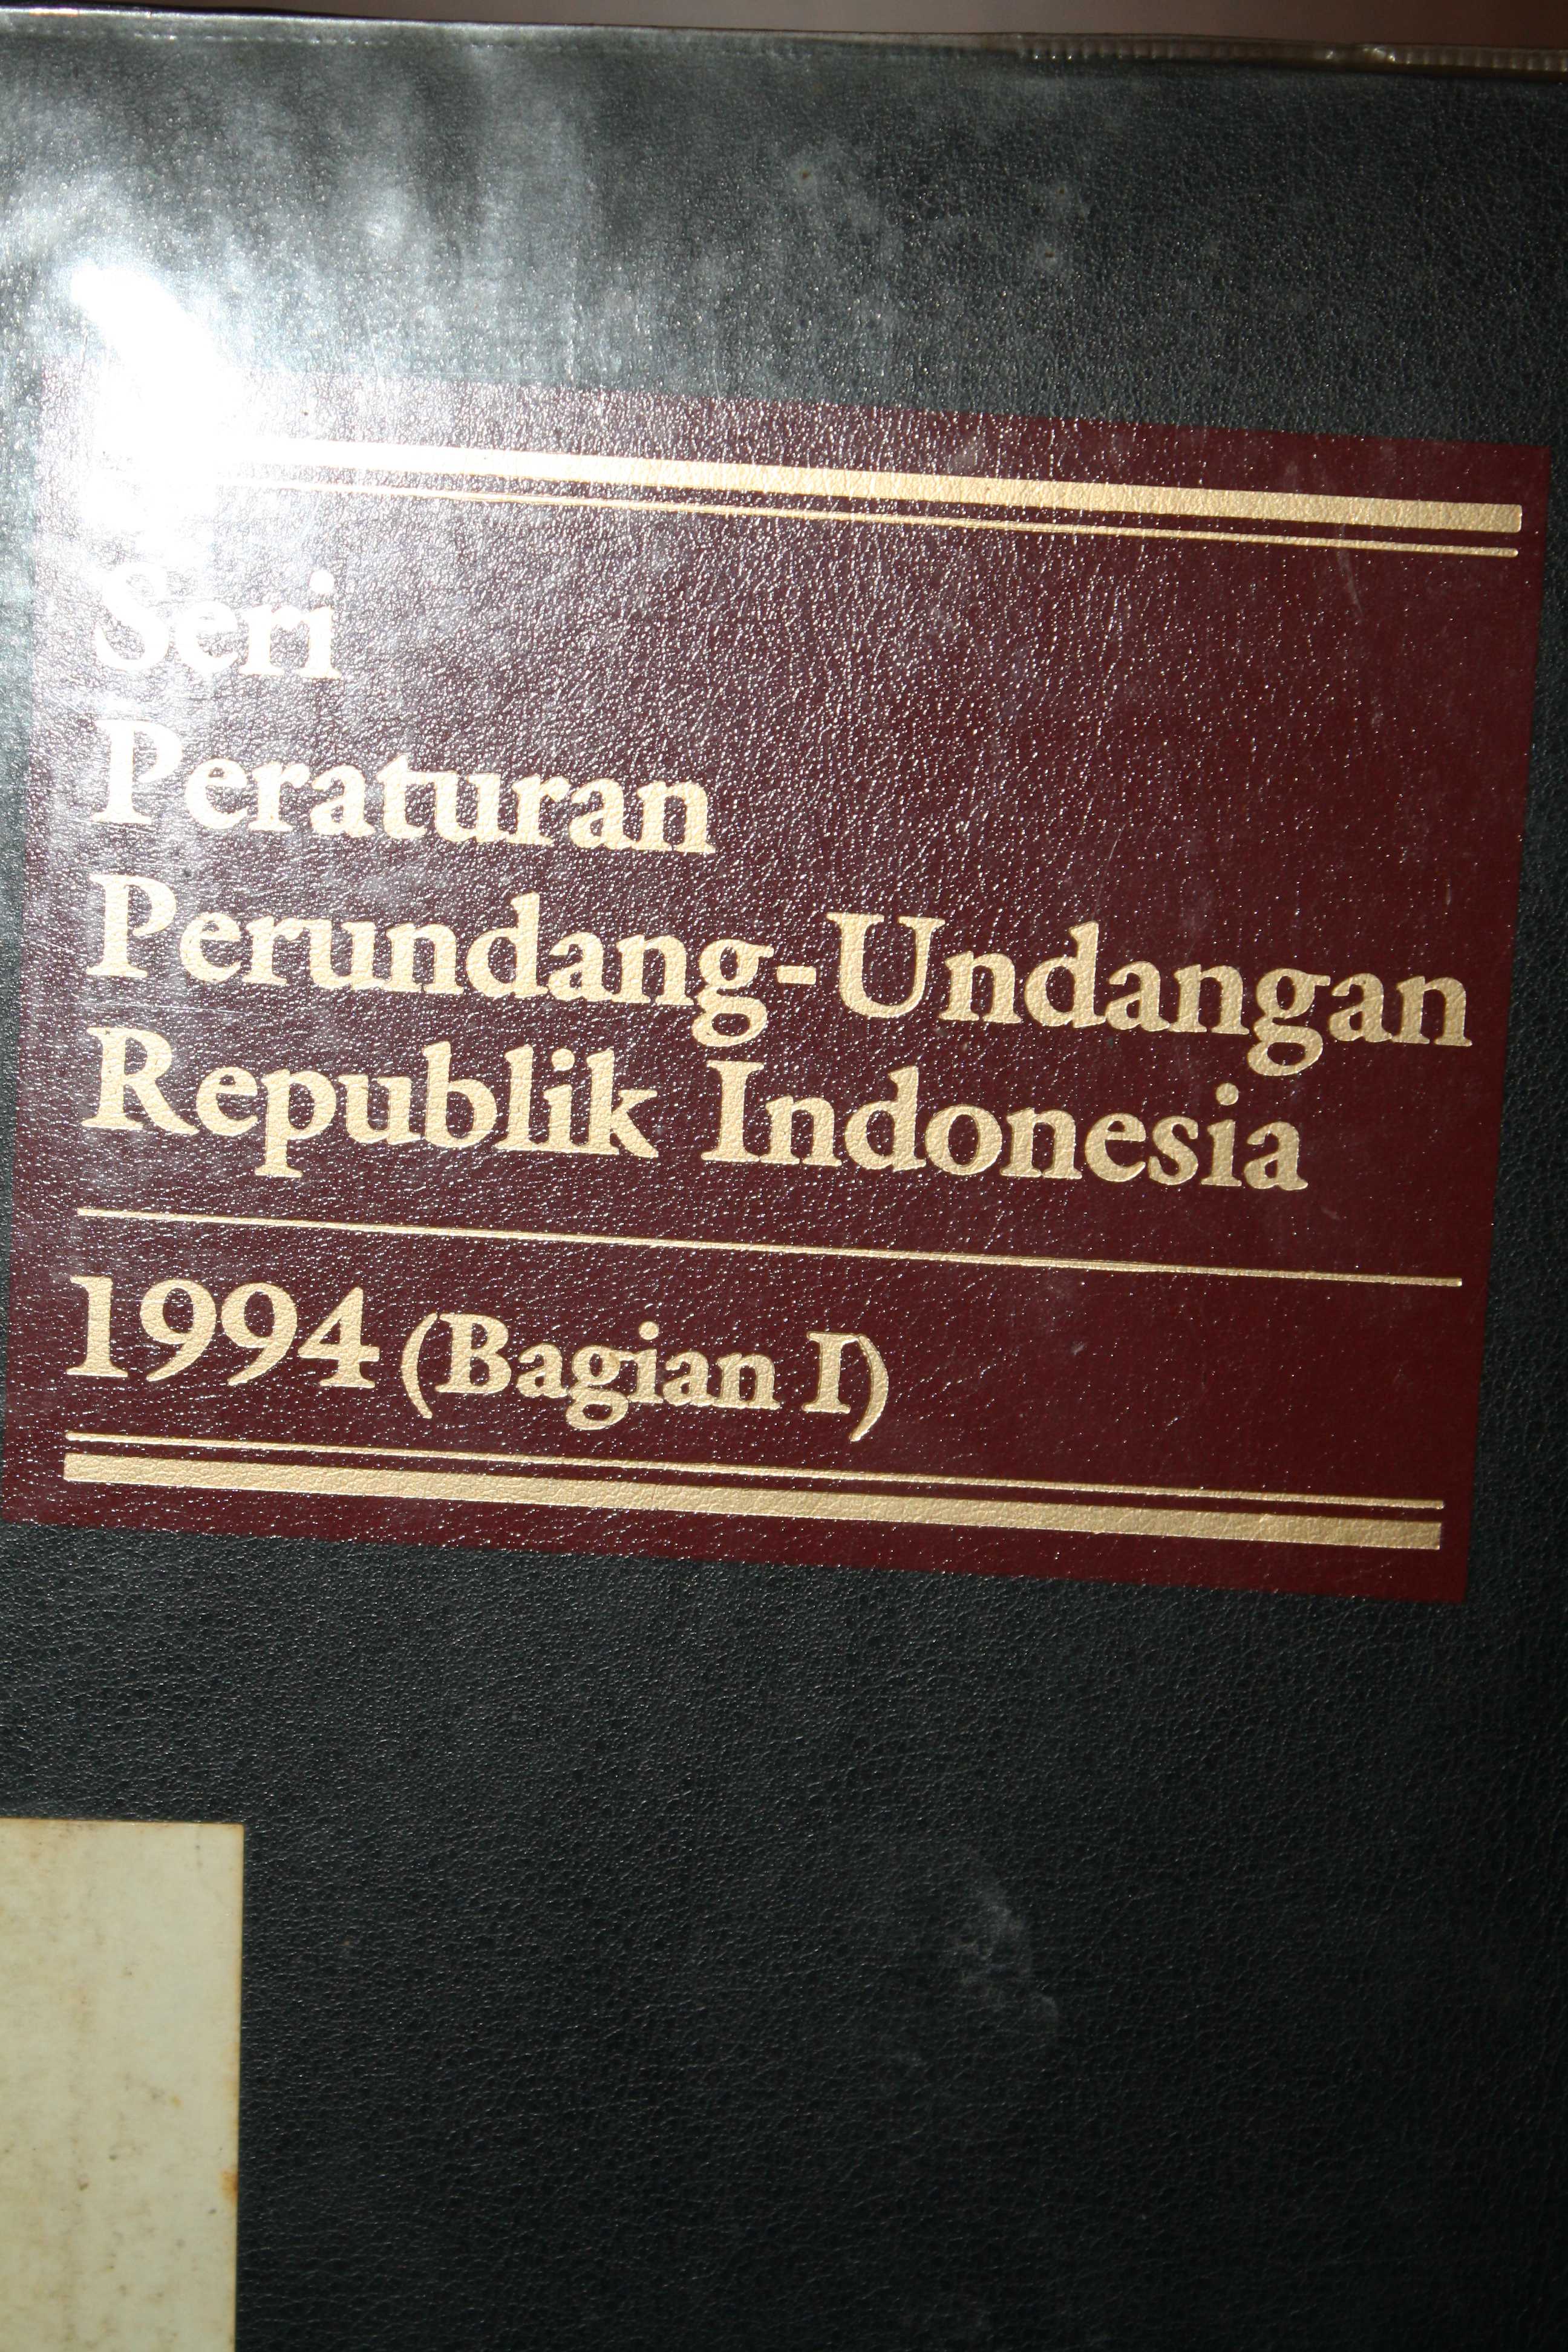 Seri
Peraturan
Perundang-Undangan
Republik Indonesia
1994 (Bagian I)